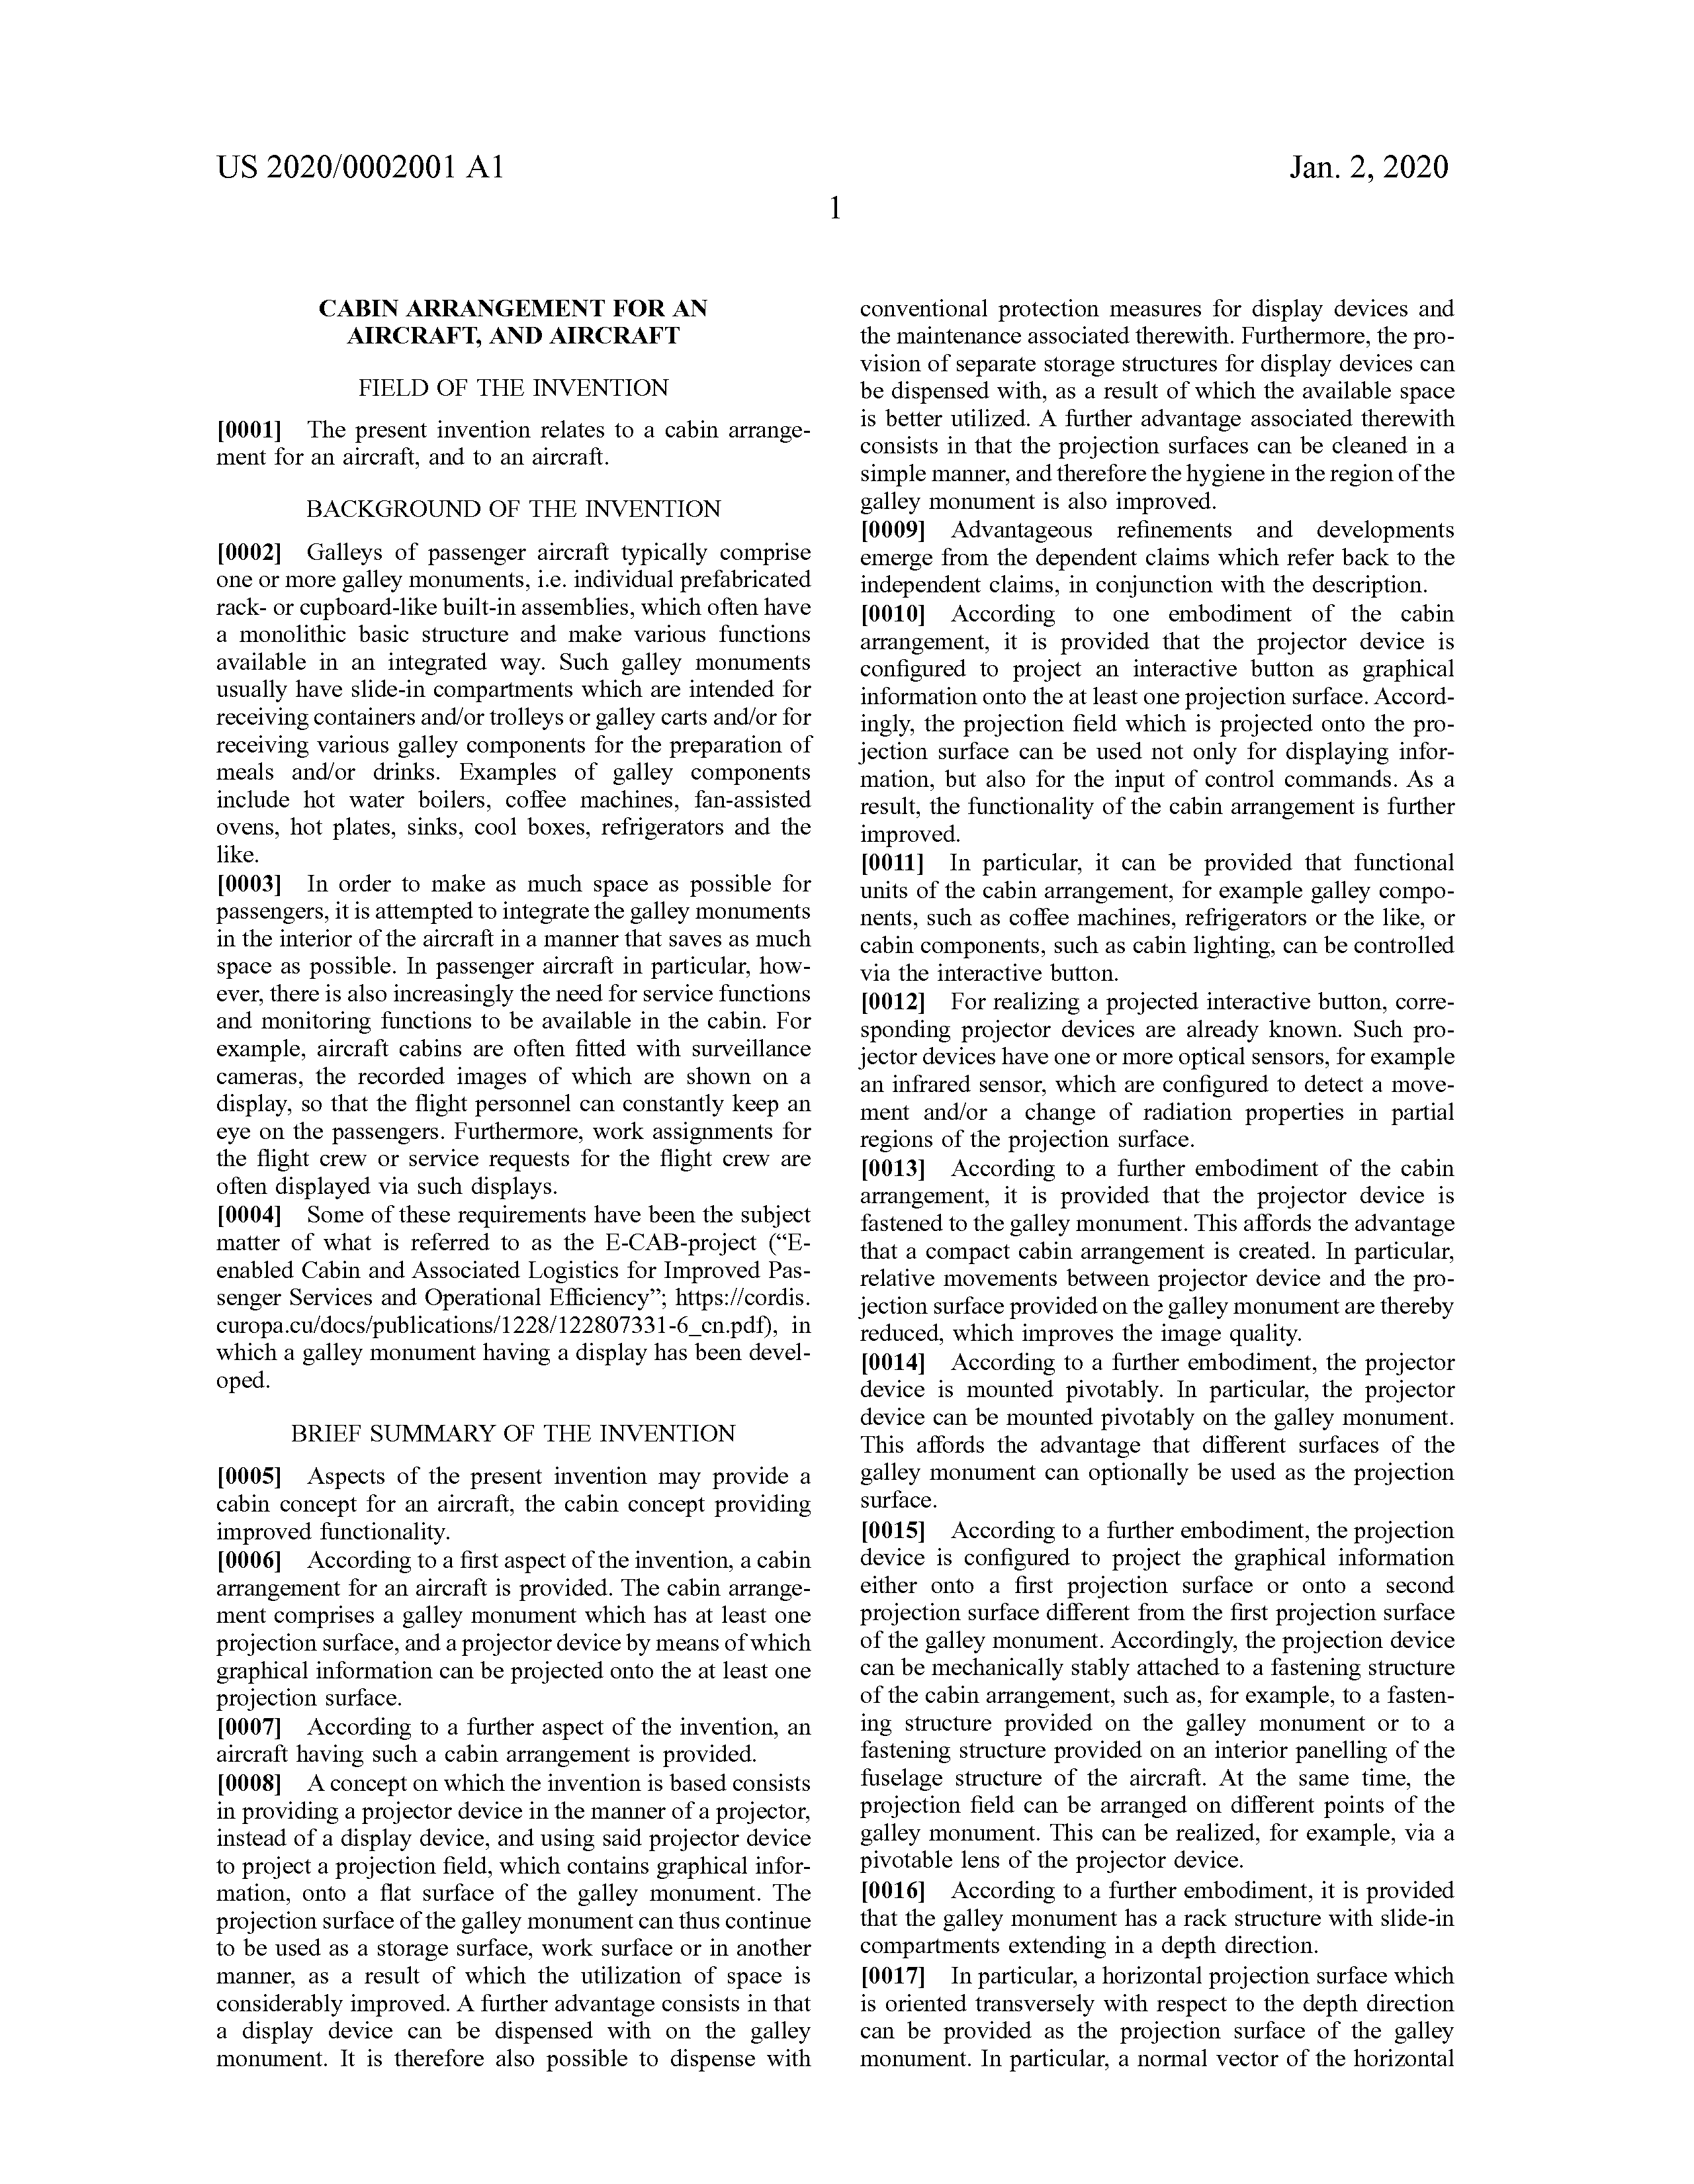 US 2020/0002001 A1
Jan. 2, 2020
1
CABIN ARRANGEMENT FOR AN
AIRCRAFT, AND AIRCRAFT
FIELD OF THE INVENTION
[0001] The present invention relates to a cabin arrange-
ment for an aircraft, and to an aircraft.
BACKGROUND OF THE INVENTION
[0002] Galleys of passenger aircraft typically comprise
one or more galley monuments, i.e. individual prefabricated
rack- or cupboard-like built-in assemblies, which often have
a monolithic basic structure and make various functions
available in an integrated way. Such galley monuments
usually have slide-in compartments which are intended for
receiving containers and/or trolleys or galley carts and/or for
receiving various galley components for the preparation of
meals and/or drinks. Examples of galley components
include hot water boilers, coffee machines, fan-assisted
ovens, hot plates, sinks, cool boxes, refrigerators and the
like.
[0003] In order to make as much space as possible for
passengers, it is attempted to integrate the galley monuments
in the interior of the aircraft in a manner that saves as much
space as possible. In passenger aircraft in particular, how-
ever, there is also increasingly the need for service functions
and monitoring functions to be available in the cabin. For
example, aircraft cabins are often fitted with surveillance
cameras, the recorded images of which are shown on a
display, so that the flight personnel can constantly keep an
eye on the passengers. Furthermore, work assignments for
the flight crew or service requests for the flight crew are
often displayed via such displays.
[0004] Some of these requirements have been the subject
matter of what is referred to as the E-CAB-project (“E-
enabled Cabin and Associated Logistics for Improved Pas-
senger Services and Operational Efficiency”; https://cordis.
curopa.cu/docs/publications/1228/122807331-6_cn.pdf), in
which a galley monument having a display has been devel-
oped.
BRIEF SUMMARY OF THE INVENTION
[0005] Aspects of the present invention may provide a
cabin concept for an aircraft, the cabin concept providing
improved functionality.
[0006] According to a first aspect of the invention, a cabin
arrangement for an aircraft is provided. The cabin arrange-
ment comprises a galley monument which has at least one
projection surface, and a projector device by means of which
graphical information can be projected onto the at least one
projection surface.
[0007] According to a further aspect of the invention, an
aircraft having such a cabin arrangement is provided.
[0008] A concept on which the invention is based consists
in providing a projector device in the manner of a projector,
instead of a display device, and using said projector device
to project a projection field, which contains graphical infor-
mation, onto a flat surface of the galley monument. The
projection surface of the galley monument can thus continue
to be used as a storage surface, work surface or in another
manner, as a result of which the utilization of space is
considerably improved. A further advantage consists in that
a display device can be dispensed with on the galley
monument. It is therefore also possible to dispense with
conventional protection measures for display devices and
the maintenance associated therewith. Furthermore, the pro-
vision of separate storage structures for display devices can
be dispensed with, as a result of which the available space
is better utilized. A further advantage associated therewith
consists in that the projection surfaces can be cleaned in a
simple manner, and therefore the hygiene in the region of the
galley monument is also improved.
[0009] Advantageous refinements and developments
emerge from the dependent claims which refer back to the
independent claims, in conjunction with the description.
[0010] According to one embodiment of the cabin
arrangement, it is provided that the projector device is
configured to project an interactive button as graphical
information onto the at least one projection surface. Accord-
ingly, the projection field which is projected onto the pro-
jection surface can be used not only for displaying infor-
mation, but also for the input of control commands. As a
result, the functionality of the cabin arrangement is further
improved.
[0011] In particular, it can be provided that functional
units of the cabin arrangement, for example galley compo-
nents, such as coffee machines, refrigerators or the like, or
cabin components, such as cabin lighting, can be controlled
via the interactive button.
[0012] For realizing a projected interactive button, corre-
sponding projector devices are already known. Such pro-
jector devices have one or more optical sensors, for example
an infrared sensor, which are configured to detect a move-
ment and/or a change of radiation properties in partial
regions of the projection surface.
[0013] According to a further embodiment of the cabin
arrangement, it is provided that the projector device is
fastened to the galley monument. This affords the advantage
that a compact cabin arrangement is created. In particular,
relative movements between projector device and the pro-
jection surface provided on the galley monument are thereby
reduced, which improves the image quality.
[0014] According to a further embodiment, the projector
device is mounted pivotably. In particular, the projector
device can be mounted pivotably on the galley monument.
This affords the advantage that different surfaces of the
galley monument can optionally be used as the projection
surface.
[0015] According to a further embodiment, the projection
device is configured to project the graphical information
either onto a first projection surface or onto a second
projection surface different from the first projection surface
of the galley monument. Accordingly, the projection device
can be mechanically stably attached to a fastening structure
of the cabin arrangement, such as, for example, to a fasten-
ing structure provided on the galley monument or to a
fastening structure provided on an interior panelling of the
fuselage structure of the aircraft. At the same time, the
projection field can be arranged on different points of the
galley monument. This can be realized, for example, via a
pivotable lens of the projector device.
[0016] According to a further embodiment, it is provided
that the galley monument has a rack structure with slide-in
compartments extending in a depth direction.
[0017] In particular, a horizontal projection surface which
is oriented transversely with respect to the depth direction
can be provided as the projection surface of the galley
monument. In particular, a normal vector of the horizontal